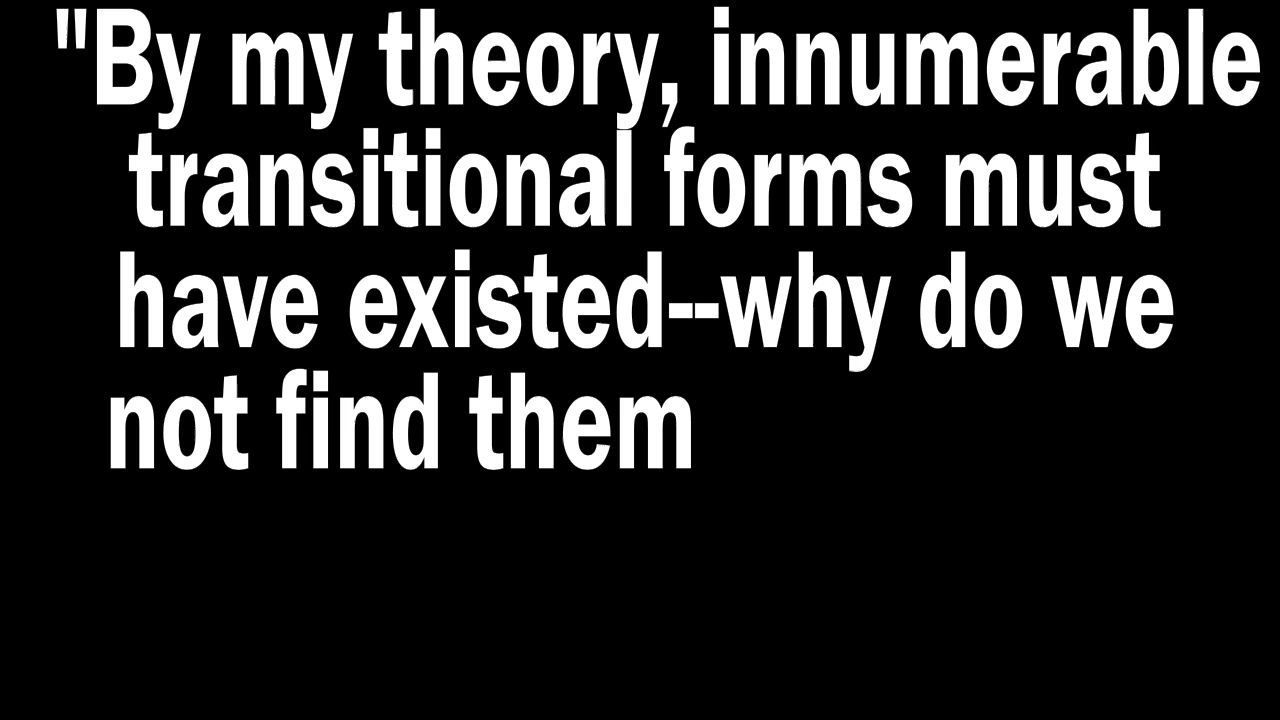 "By my theory, innumerable
transitional forms must
have existed--why do we
not find them